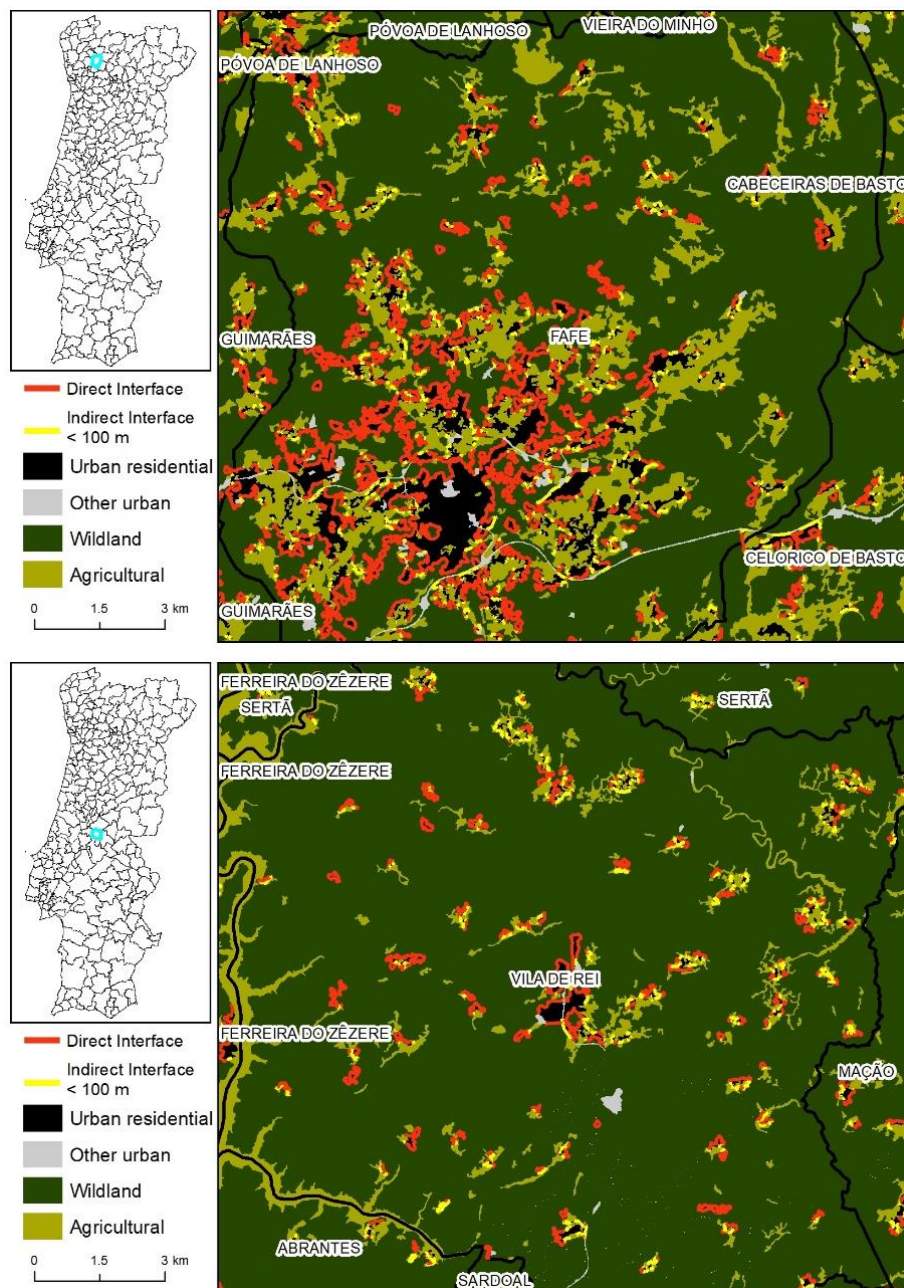 PÓVOA DE LANHOSO
VIEIRA DO MINHO
PÓVOA DE LANHOSO
CABECEIRAS DE BASTO
GUIMARÃES
FAFE
CELORICO DE BASTO
GUIMARÃES
Direct Interface
Indirect Interface
< 100 m
Urban residential
Other urban
Wildland
Agricultural
0 1.5 3 km
FERREIRA DO ZÊZERE
SERTÃ
SERTÃ
FERREIRA DO ZÊZERE
VILA DE REI
FERREIRA DO ZÊZERE
MAÇÃO
ABRANTES
SARDOAL
Direct Interface
Indirect Interface
< 100 m
Urban residential
Other urban
Wildland
Agricultural
0 1.5 3 km